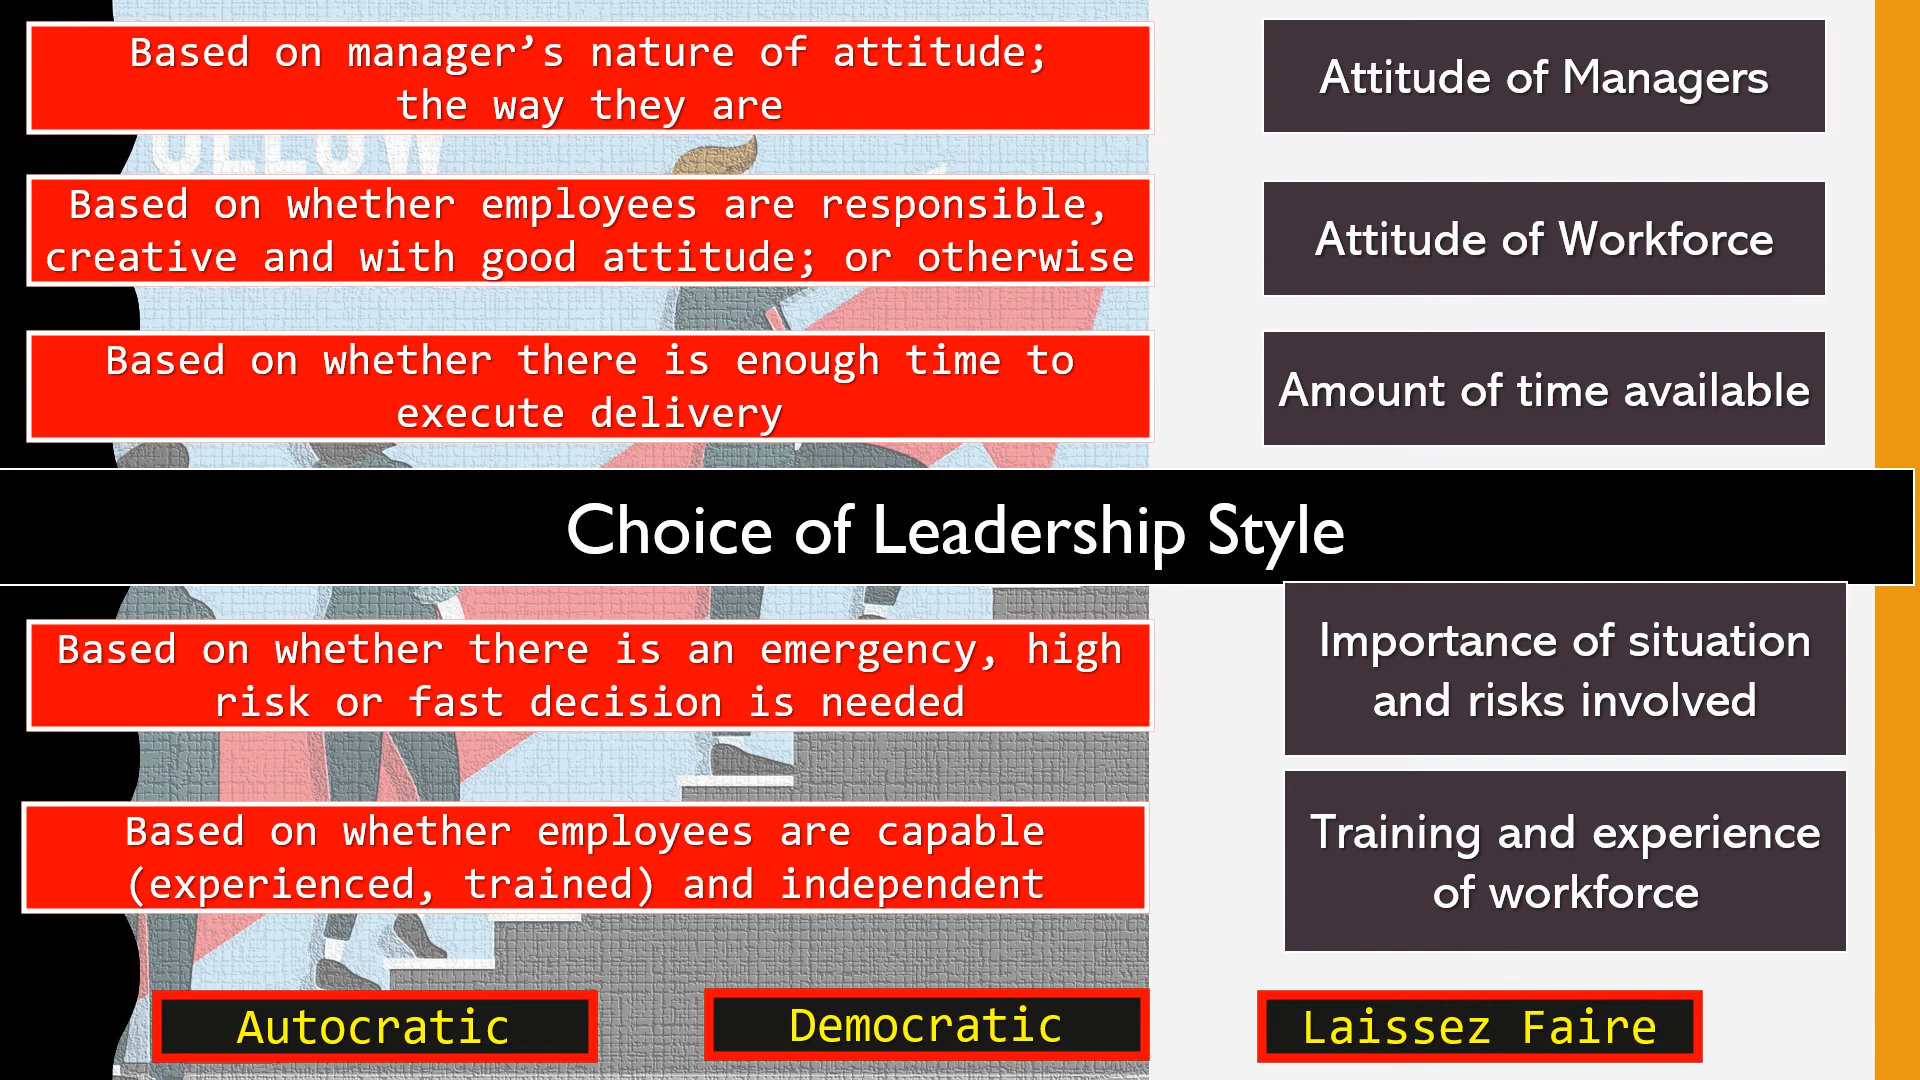 Based on manager’s nature of attitude;
the way they are
Attitude of Managers
Based on whether employees are responsible,
creative and with good attitude; or otherwise
Attitude of Workforce
Based on whether there is enough time to
execute delivery
Amount of time available
Choice of Leadership Style
Based on whether there is an emergency, high
risk or fast decision is needed
Importance of situation
and risks involved
Based on whether employees are capable
(experienced, trained) and independent
Training and experience
of workforce
Autocratic
Democratic
Laissez Faire